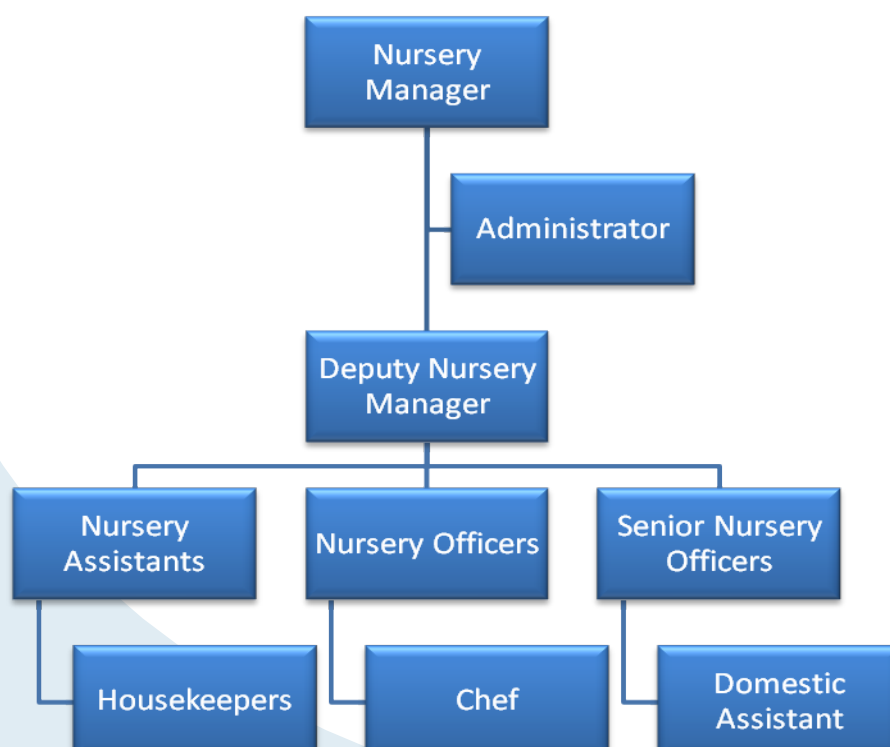 Nursery
Manager
Administrator
Deputy Nursery
Manager
Nursery
Assistants
Nursery Officers
Senior Nursery
Officers
Housekeepers
Chef
Domestic
Assistant